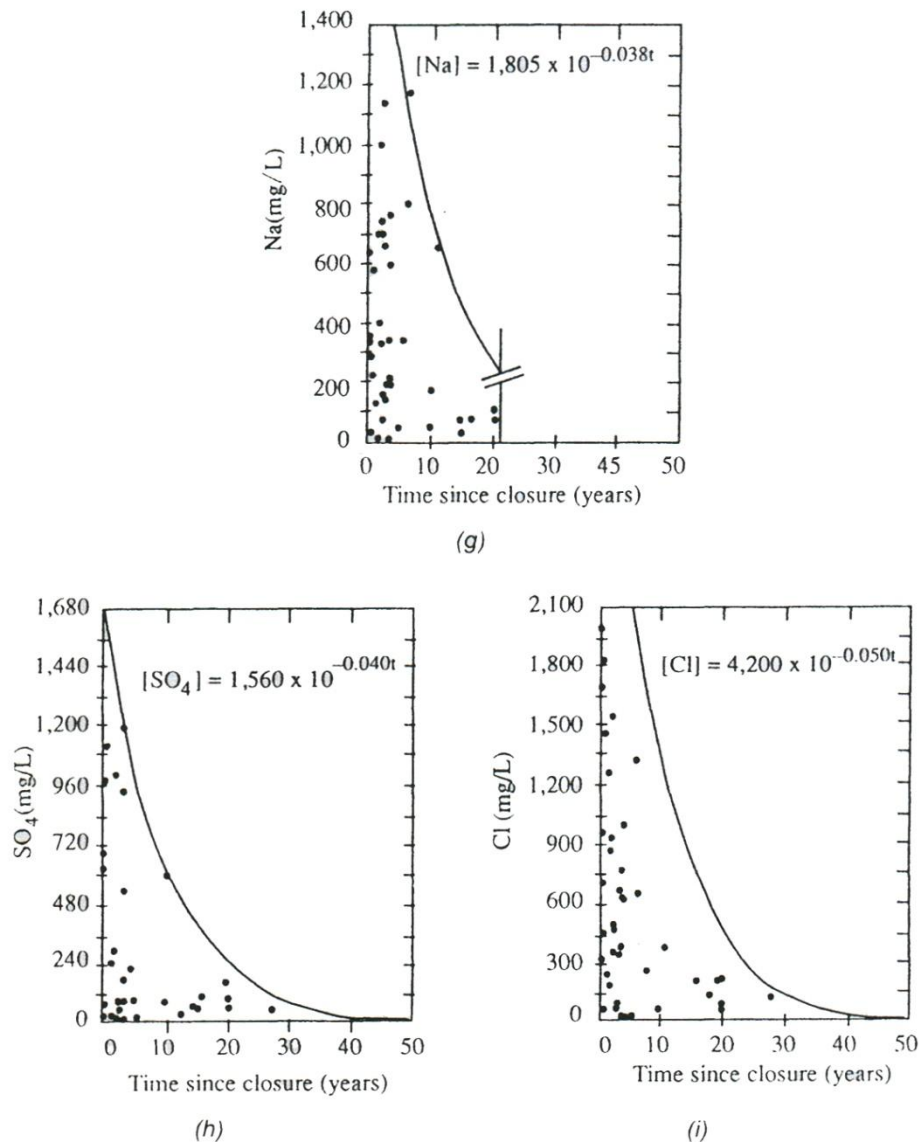 1,400
1,200
1,000
800
600
400
200
0
Na(mg/L)
[Na] = 1,805 x 10^–0.038t
0 10 20 30 45 50
Time since closure (years)
(g)
1,680
1,440
1,200
960
720
480
240
0
SO₄(mg/L)
[SO₄] = 1,560 x 10^–0.040t
0 10 20 30 40 50
Time since closure (years)
(h)
2,100
1,800
1,500
1,200
900
600
300
0
Cl (mg/L)
[Cl] = 4,200 x 10^–0.050t
0 10 20 30 40 50
Time since closure (years)
(i)